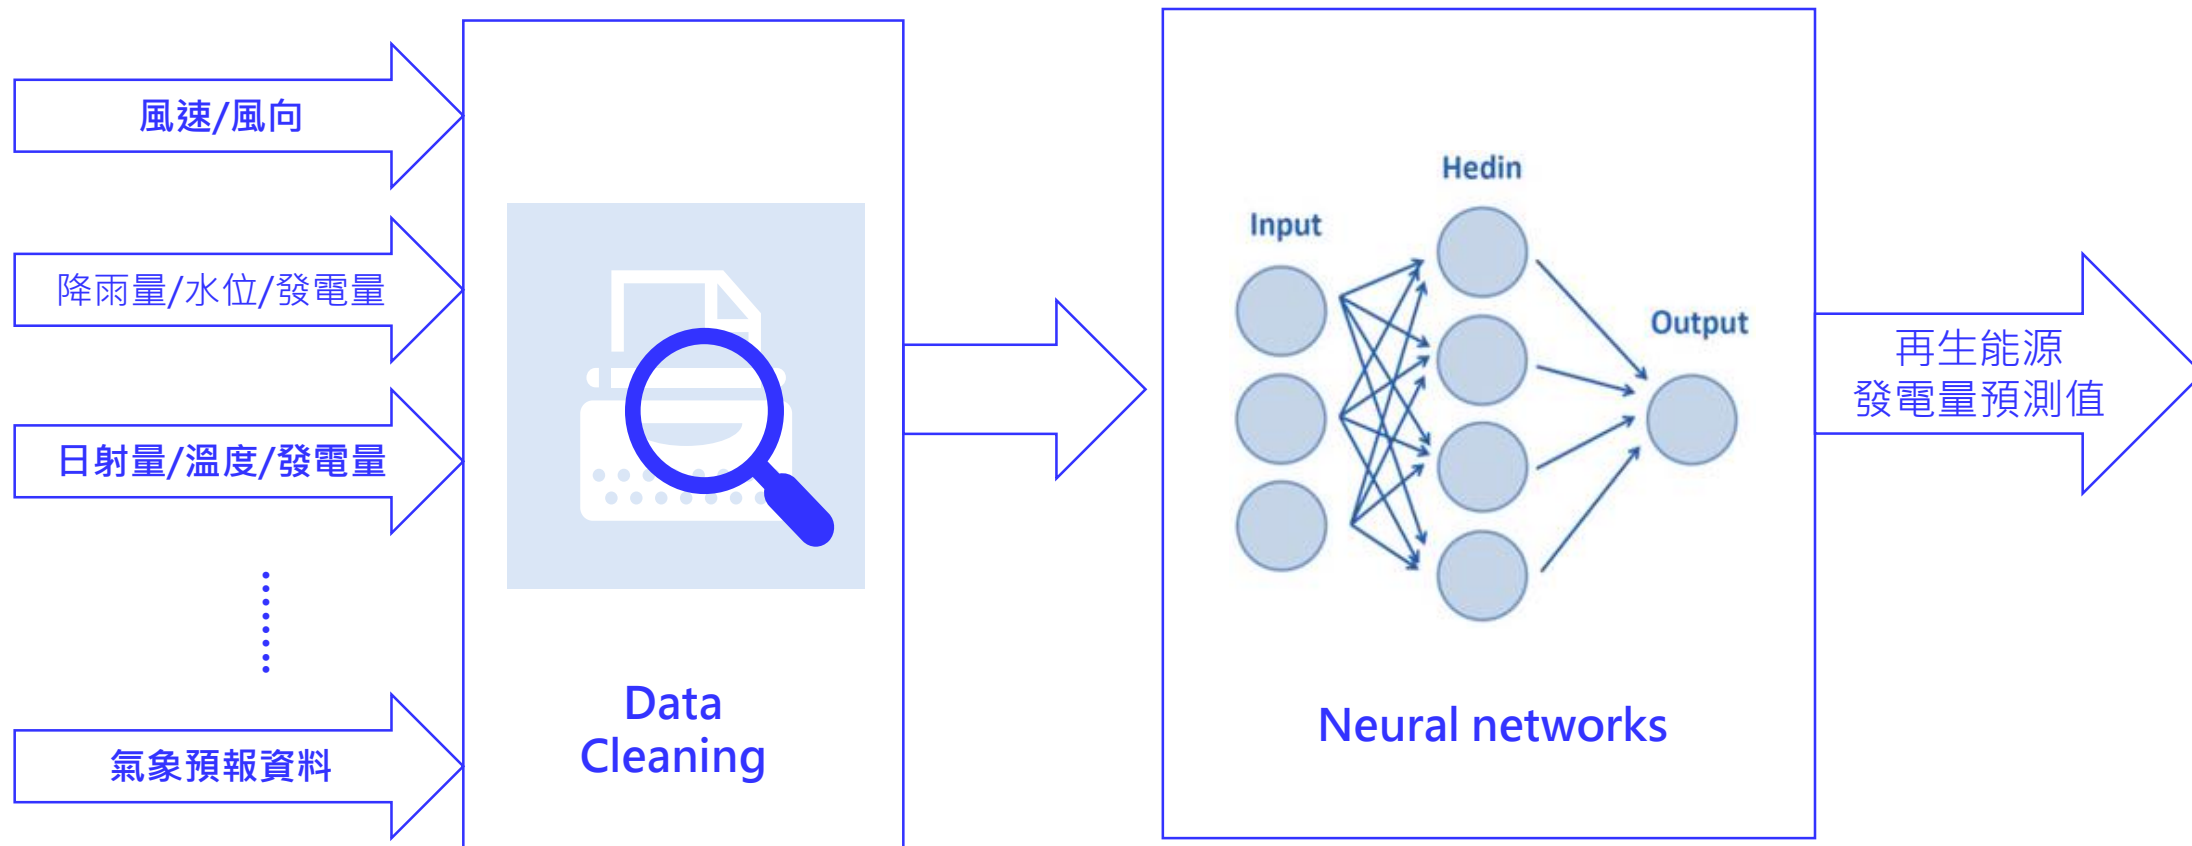 風速/風向
降雨量/水位/發電量
日射量/溫度/發電量
氣象預報資料
Data
Cleaning
Hedin
Input
Output
Neural networks
再生能源
發電量預測值